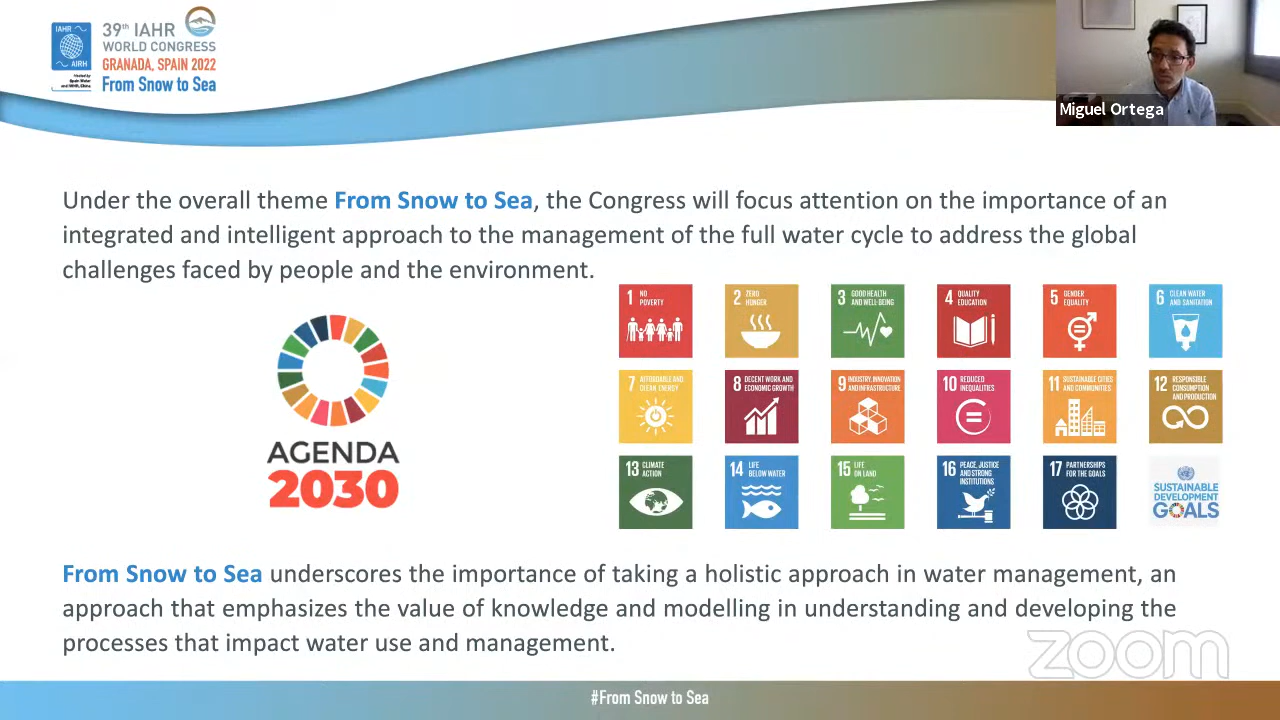 IAHR
AIRH
Hosted by
Spain Water
and IWHR, China
39th IAHR
WORLD CONGRESS
GRANADA, SPAIN 2022
From Snow to Sea
Miguel Ortega
Under the overall theme From Snow to Sea, the Congress will focus attention on the importance of an
integrated and intelligent approach to the management of the full water cycle to address the global
challenges faced by people and the environment.
AGENDA
2030
1 NO
POVERTY
2 ZERO
HUNGER
3 GOOD HEALTH
AND WELL-BEING
4 QUALITY
EDUCATION
5 GENDER
EQUALITY
6 CLEAN WATER
AND SANITATION
7 AFFORDABLE AND
CLEAN ENERGY
8 DECENT WORK AND
ECONOMIC GROWTH
9 INDUSTRY, INNOVATION
AND INFRASTRUCTURE
10 REDUCED
INEQUALITIES
11 SUSTAINABLE CITIES
AND COMMUNITIES
12 RESPONSIBLE
CONSUMPTION
AND PRODUCTION
13 CLIMATE
ACTION
14 LIFE
BELOW WATER
15 LIFE
ON LAND
16 PEACE, JUSTICE
AND STRONG
INSTITUTIONS
17 PARTNERSHIPS
FOR THE GOALS
SUSTAINABLE
DEVELOPMENT
GOALS
From Snow to Sea underscores the importance of taking a holistic approach in water management, an
approach that emphasizes the value of knowledge and modelling in understanding and developing the
processes that impact water use and management.
zoom
#From Snow to Sea